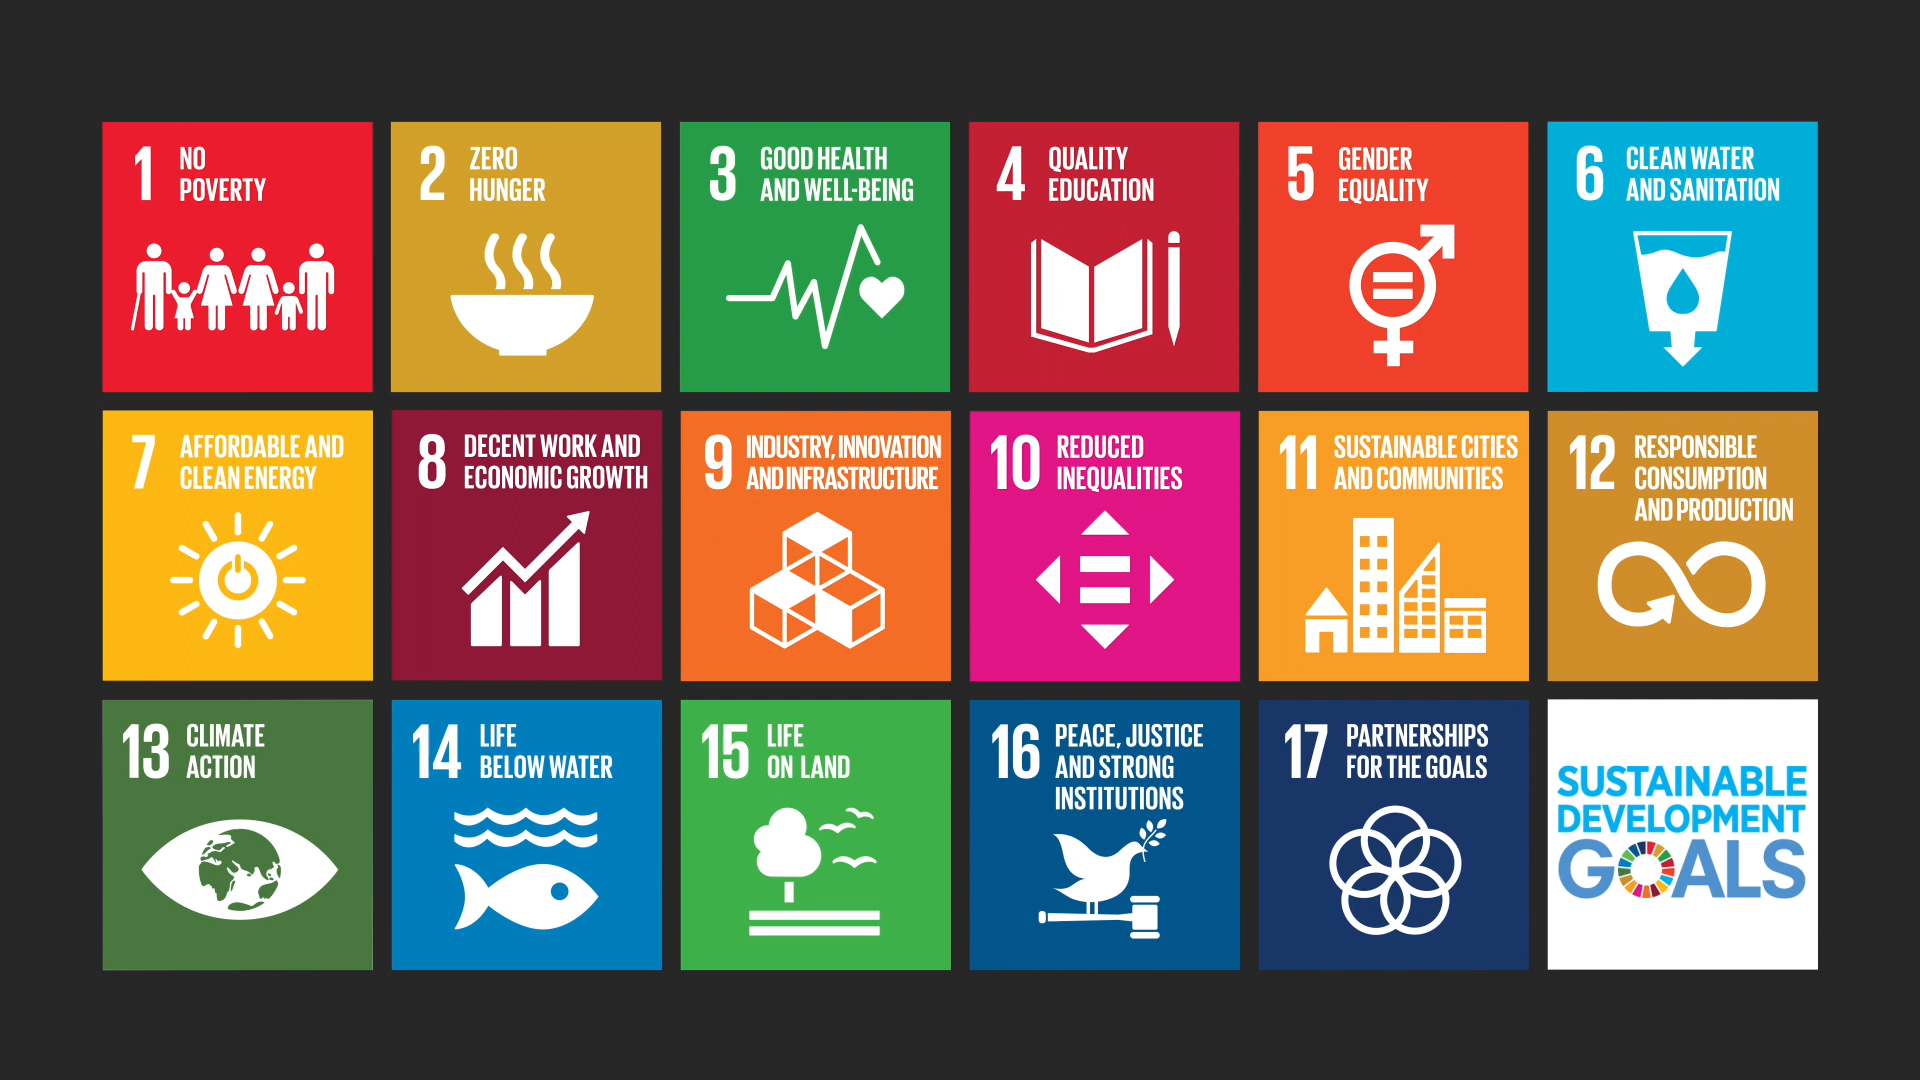 1 NO
POVERTY
2 ZERO
HUNGER
3 GOOD HEALTH
AND WELL-BEING
4 QUALITY
EDUCATION
5 GENDER
EQUALITY
6 CLEAN WATER
AND SANITATION
7 AFFORDABLE AND
CLEAN ENERGY
8 DECENT WORK AND
ECONOMIC GROWTH
9 INDUSTRY, INNOVATION
AND INFRASTRUCTURE
10 REDUCED
INEQUALITIES
11 SUSTAINABLE CITIES
AND COMMUNITIES
12 RESPONSIBLE
CONSUMPTION
AND PRODUCTION
13 CLIMATE
ACTION
14 LIFE
BELOW WATER
15 LIFE
ON LAND
16 PEACE, JUSTICE
AND STRONG
INSTITUTIONS
17 PARTNERSHIPS
FOR THE GOALS
SUSTAINABLE
DEVELOPMENT
GOALS